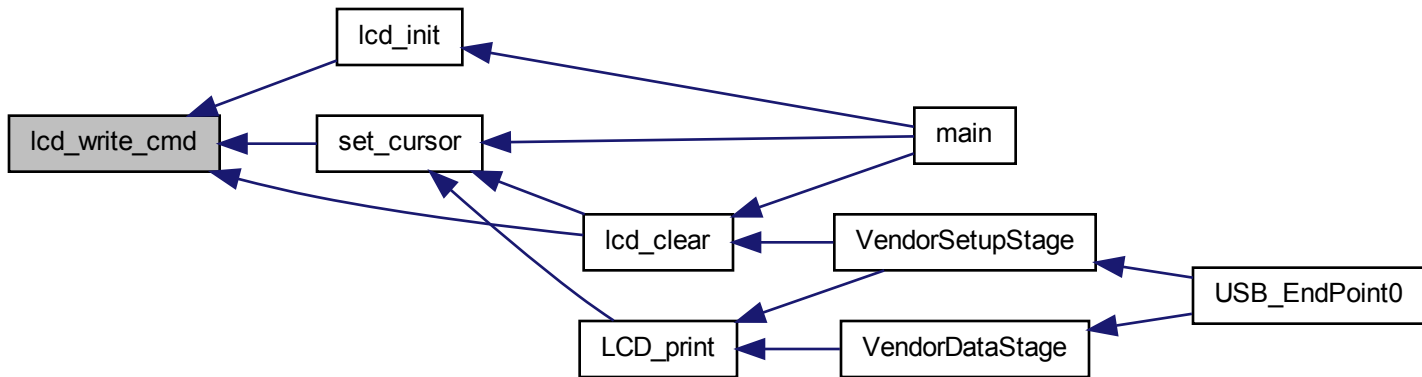 lcd_init
lcd_write_cmd
set_cursor
main
lcd_clear
VendorSetupStage
USB_EndPoint0
LCD_print
VendorDataStage